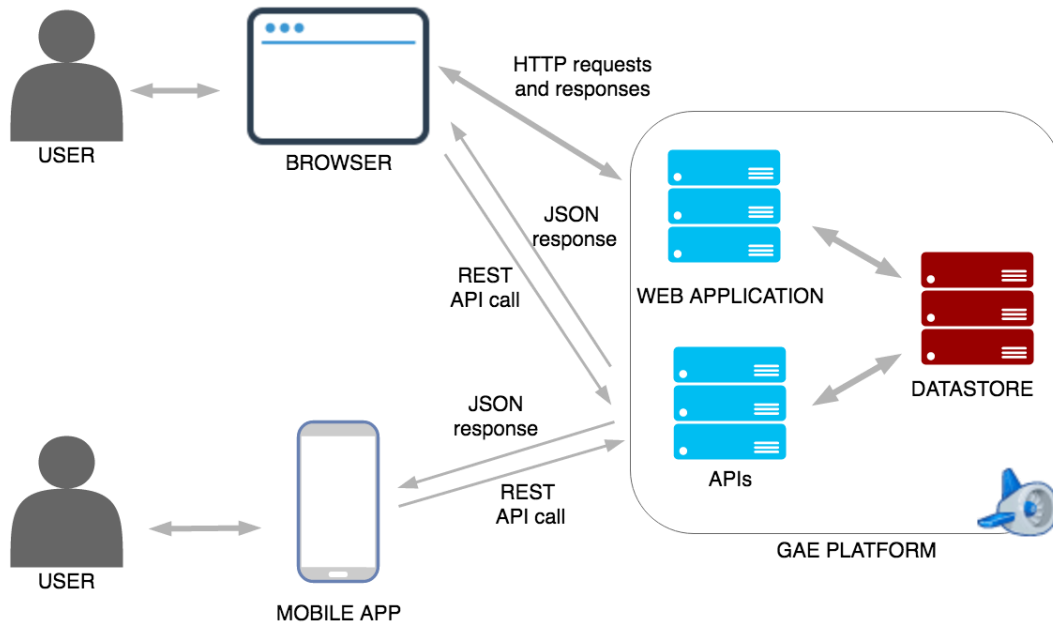 HTTP requests
and responses
USER
BROWSER
JSON
response
REST
API call
WEB APPLICATION
DATASTORE
JSON
response
APIs
REST
API call
GAE PLATFORM
USER
MOBILE APP